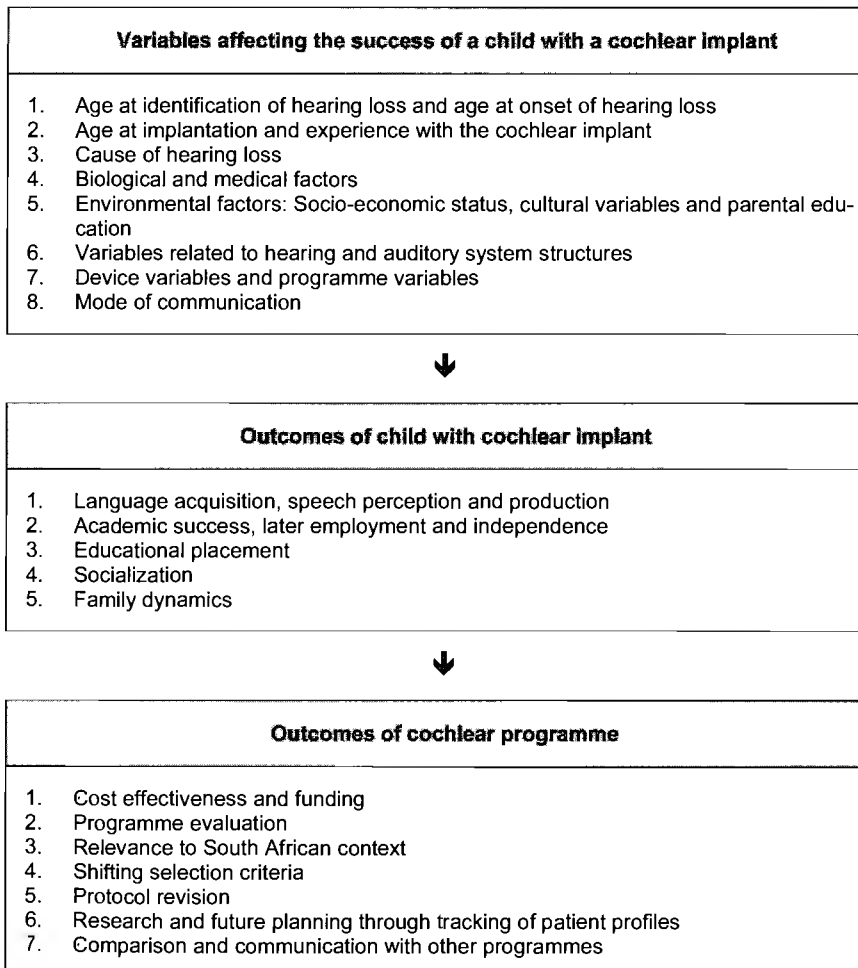 Variables affecting the success of a child with a cochlear implant
1. Age at identification of hearing loss and age at onset of hearing loss
2. Age at implantation and experience with the cochlear implant
3. Cause of hearing loss
4. Biological and medical factors
5. Environmental factors: Socio-economic status, cultural variables and parental edu-
cation
6. Variables related to hearing and auditory system structures
7. Device variables and programme variables
8. Mode of communication
Outcomes of child with cochlear implant
1. Language acquisition, speech perception and production
2. Academic success, later employment and independence
3. Educational placement
4. Socialization
5. Family dynamics
Outcomes of cochlear programme
1. Cost effectiveness and funding
2. Programme evaluation
3. Relevance to South African context
4. Shifting selection criteria
5. Protocol revision
6. Research and future planning through tracking of patient profiles
7. Comparison and communication with other programmes